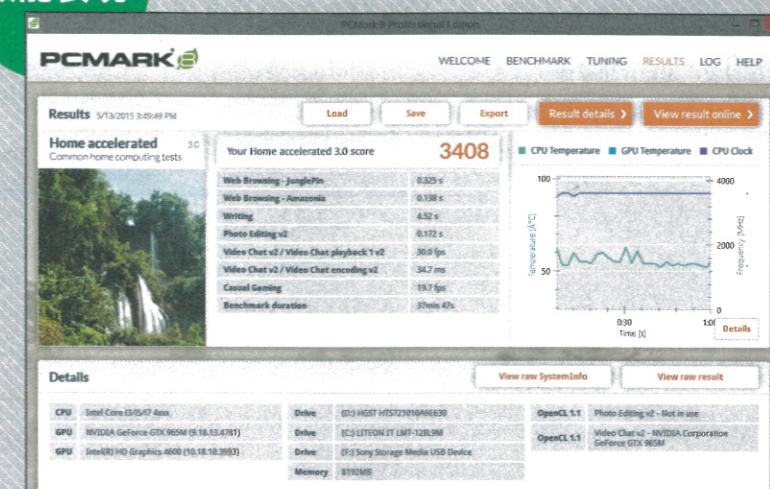 PCMark 8 Professional Edition
PCMARK 8
WELCOME BENCHMARK TUNING RESULTS LOG HELP
Results 5/13/2015 3:49:49 PM
Load Save Export Result details View result online
Home accelerated 3.0
Common home computing tests
Your Home accelerated 3.0 score 3408
Web Browsing - JunglePin 0.325 s
Web Browsing - Amazonia 0.138 s
Writing 4.52 s
Photo Editing v2 0.172 s
Video Chat v2 / Video Chat playback 1 v2 30.0 fps
Video Chat v2 / Video Chat encoding v2 34.7 ms
Casual Gaming 19.7 fps
Benchmark duration 37min 47s
CPU Temperature GPU Temperature CPU Clock
100
50
Temperature [Â°C]
4000
2000
0
Frequency [MHz]
0:30
Time [s]
Details
Details
View raw SystemInfo View raw result
CPU Intel Core i3/i5/i7 4xxx
GPU NVIDIA GeForce GTX 965M (9.18.13.4781)
GPU Intel(R) HD Graphics 4600 (10.18.10.3993)
Drive (D:) HGST HTS721010A9E630
Drive (C:) LITEON IT LMT-128L9M
Drive (F:) Sony Storage Media USB Device
Memory 8192MB
OpenCL 1.1 Photo Editing v2 - Not in use
OpenCL 1.1 Video Chat v2 - NVIDIA Corporation
GeForce GTX 965M